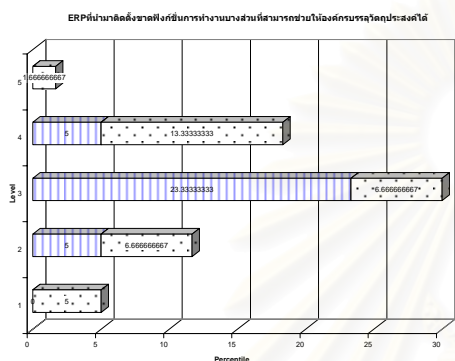 ERPที่นำมาติดตั้งขาดฟังก์ชั่นการทำงานบางส่วนที่สามารถช่วยให้องค์กรบรรลุวัตถุประสงค์ได้
5
1.666666667
4
5 13.33333333
Level
3
23.33333333 6.666666667
2
5 6.666666667
1
0 5
0 5 10 15 20 25 30
Percentile